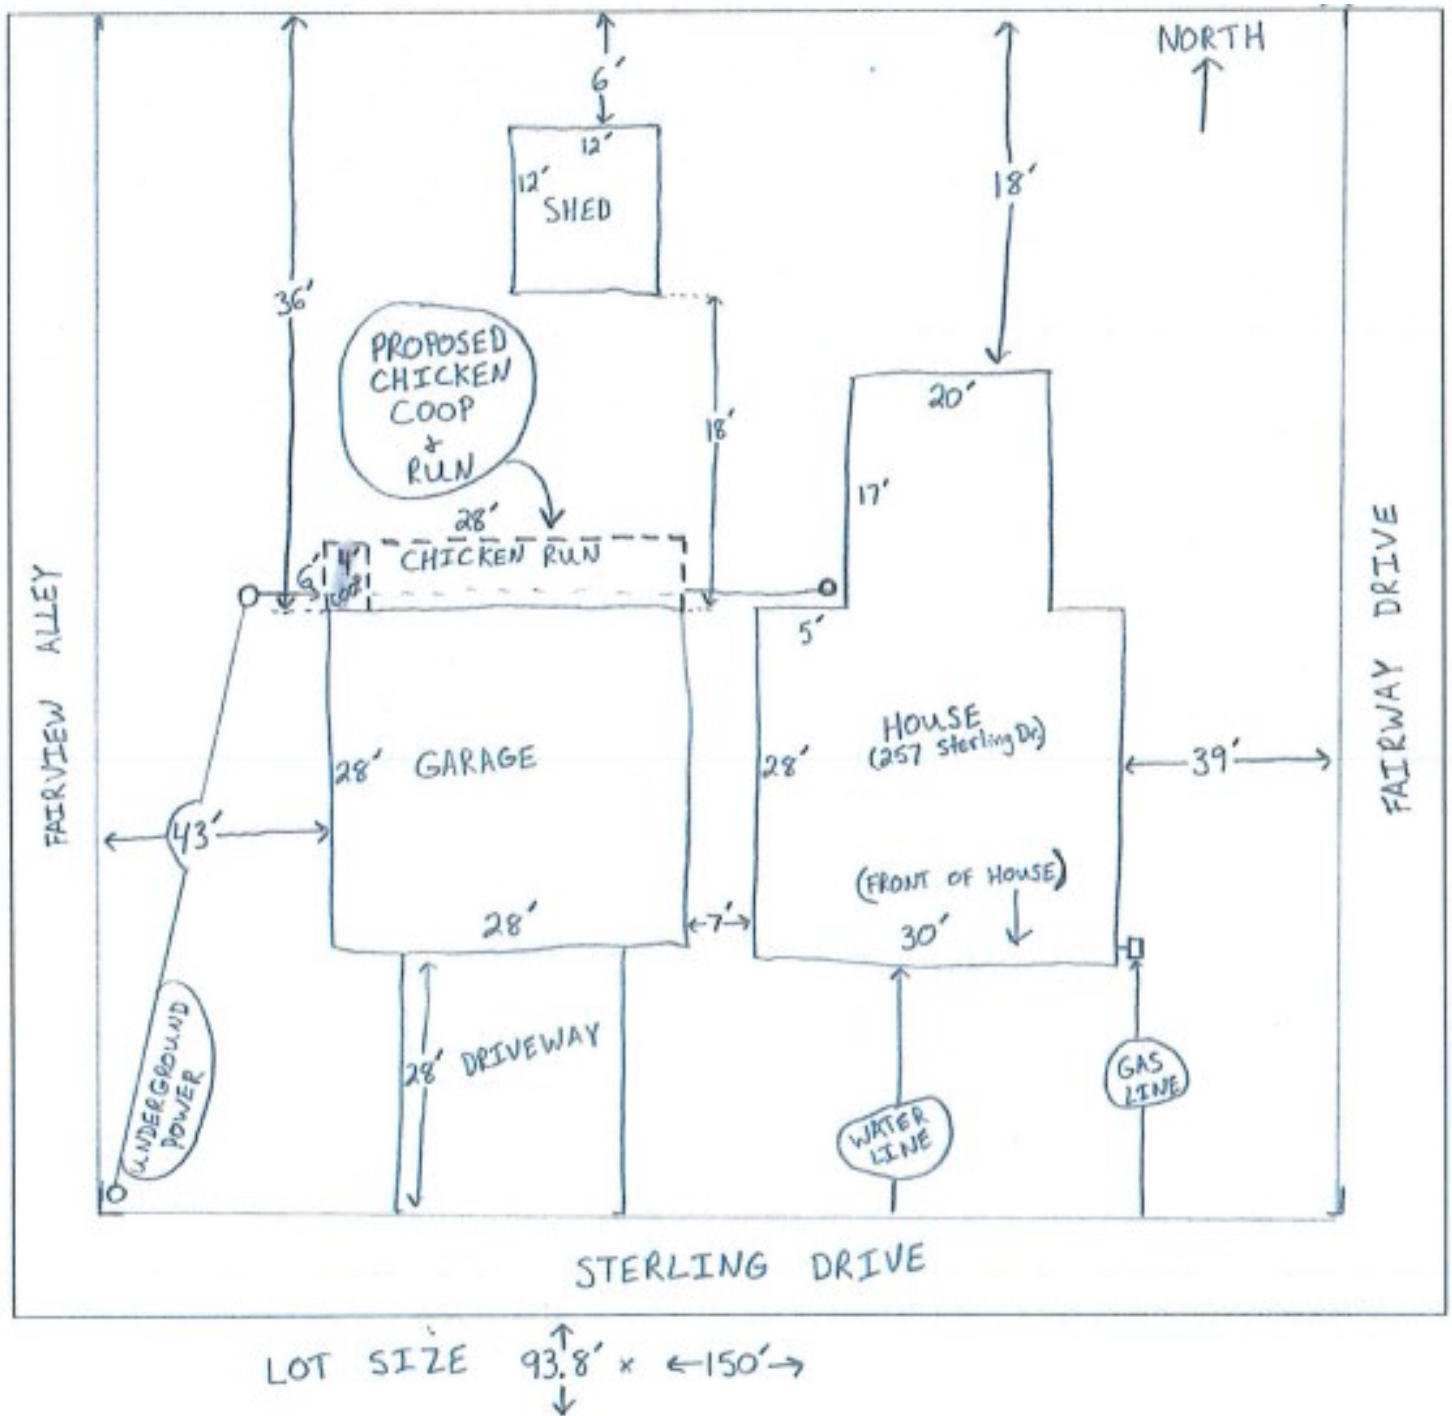 NORTH
6'
12'
12'
SHED
18'
36'
PROPOSED
CHICKEN
COOP
&
RUN
18'
20'
17'
28'
CHICKEN RUN
6'
4'
COOP
5'
FAIRVIEW ALLEY
FAIRWAY DRIVE
HOUSE
(257 Sterling Dr.)
28' GARAGE
28'
39'
43'
(FRONT OF HOUSE)
28'
7'
30'
UNDERGROUND
POWER
28'
DRIVEWAY
GAS
LINE
WATER
LINE
STERLING DRIVE
LOT SIZE 93.8' x 150'